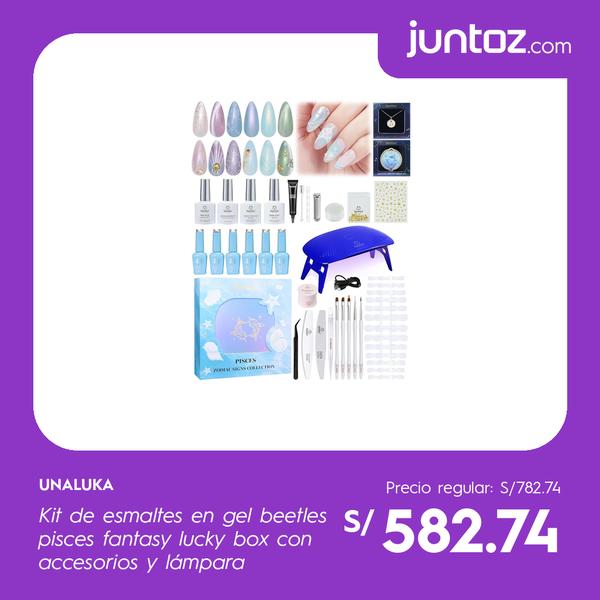 juntoz.com
PISCES
ZODIAC SIGNS COLLECTION
UNALUKA
Kit de esmaltes en gel beetles
pisces fantasy lucky box con
accesorios y lámpara
Precio regular: S/782.74
S/ 582.74